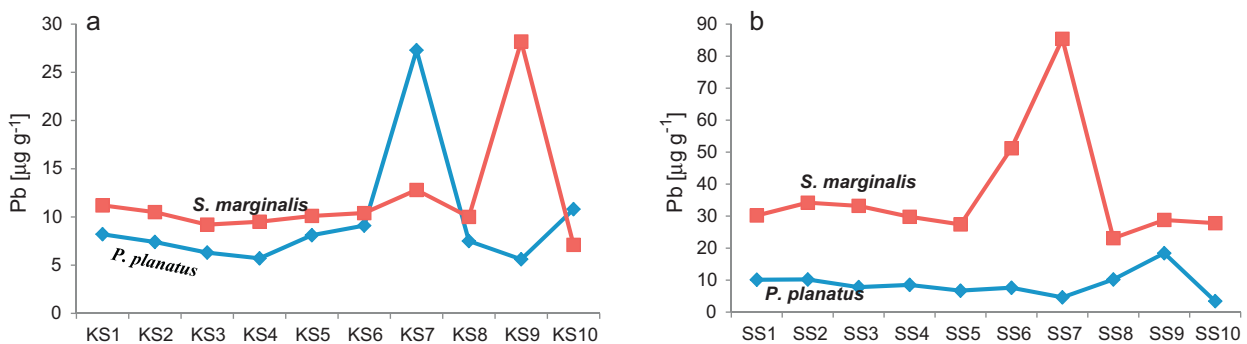 a
Pb [µg g-1]
30
25
20
15
10
5
0
S. marginalis
P. planatus
KS1 KS2 KS3 KS4 KS5 KS6 KS7 KS8 KS9 KS10
b
Pb [µg g-1]
90
80
70
60
50
40
30
20
10
0
S. marginalis
P. planatus
SS1 SS2 SS3 SS4 SS5 SS6 SS7 SS8 SS9 SS10